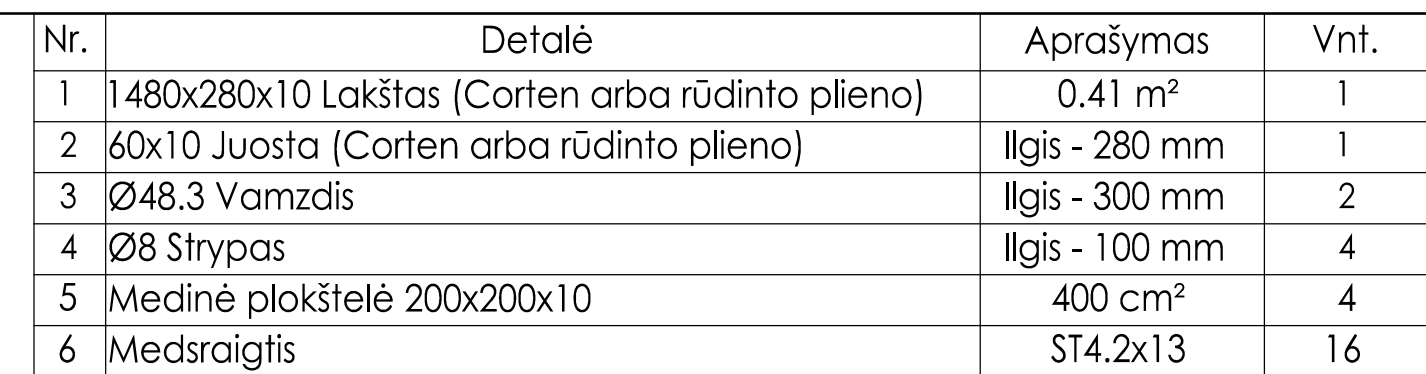 Nr. Detalė Aprašymas Vnt.
1 1480x280x10 Lakštas (Corten arba rūdinto plieno) 0.41 m² 1
2 60x10 Juosta (Corten arba rūdinto plieno) Ilgis - 280 mm 1
3 Ø48.3 Vamzdis Ilgis - 300 mm 2
4 Ø8 Strypas Ilgis - 100 mm 4
5 Medinė plokštelė 200x200x10 400 cm² 4
6 Medsraigtis ST4.2x13 16